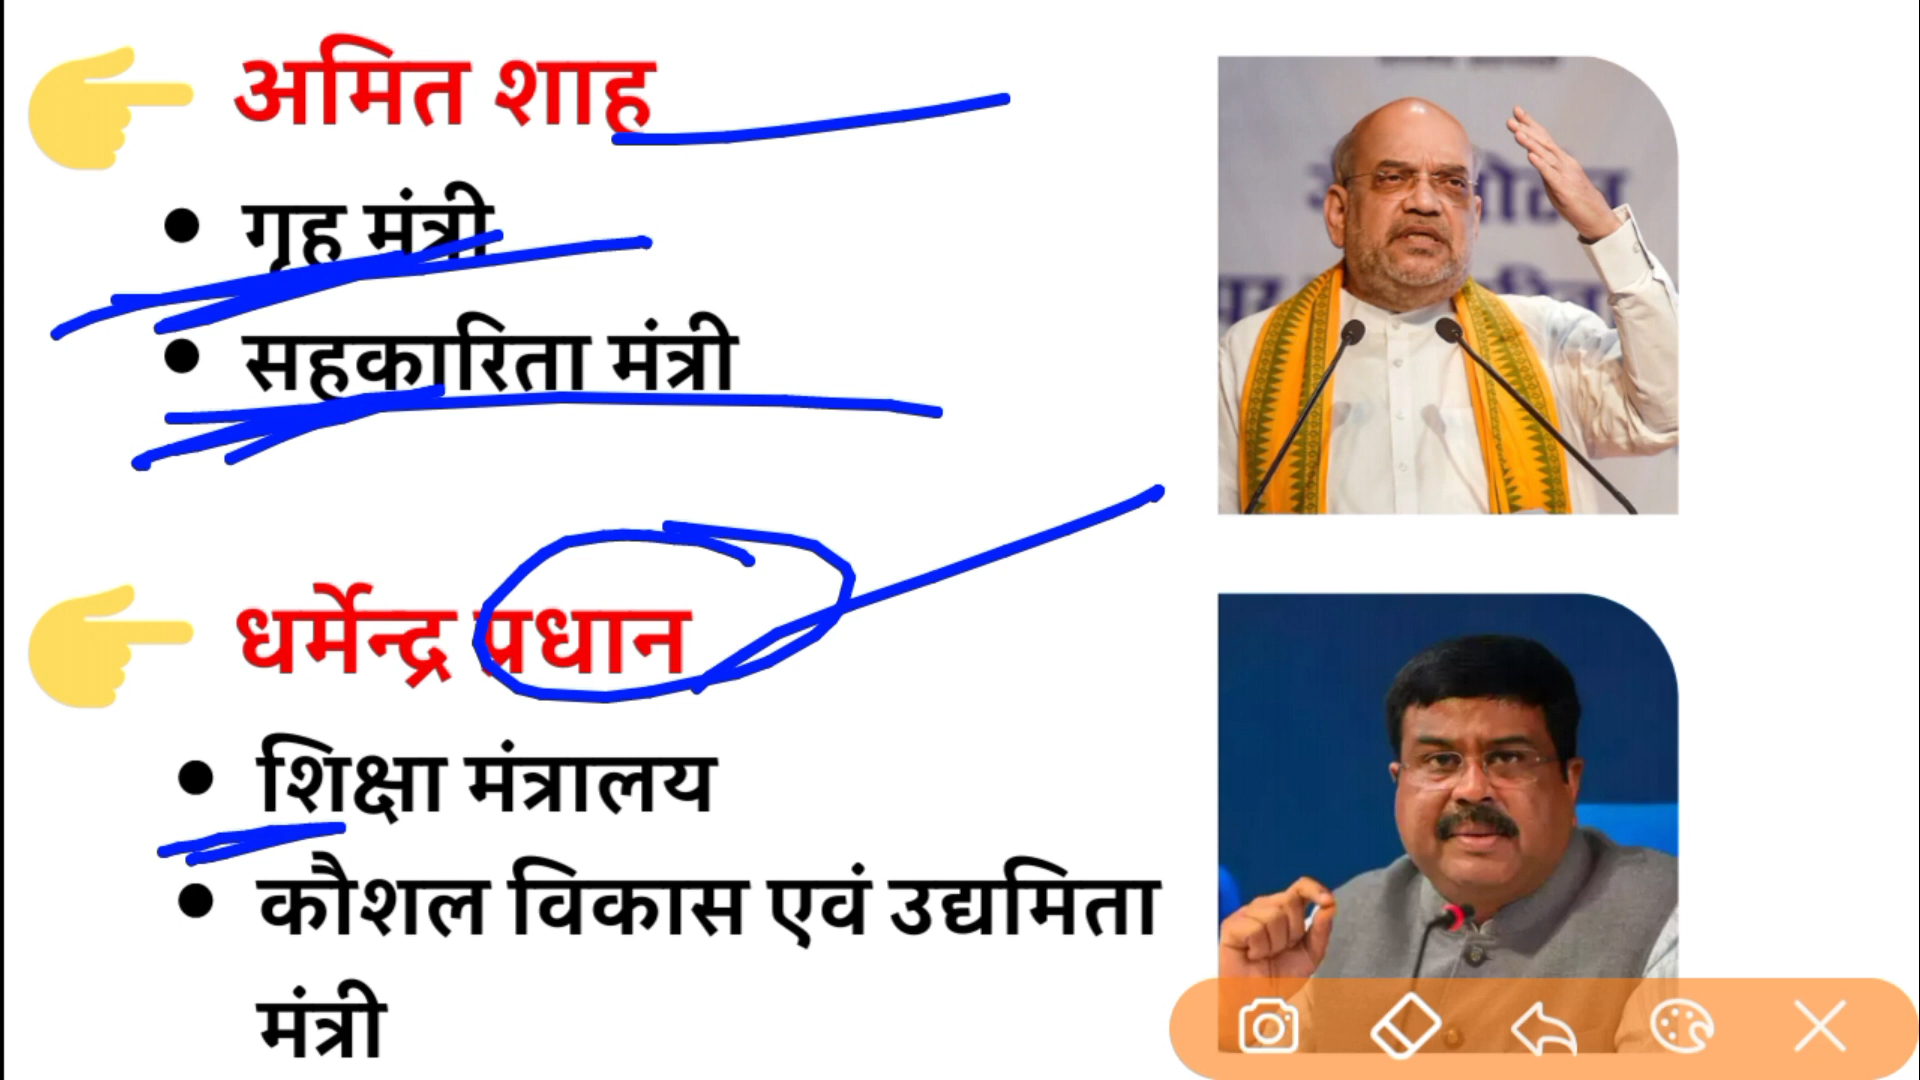 अमित शाह
• गृह मंत्री
• सहकारिता मंत्री
धर्मेन्द्र प्रधान
• शिक्षा मंत्रालय
• कौशल विकास एवं उद्यमिता
मंत्री